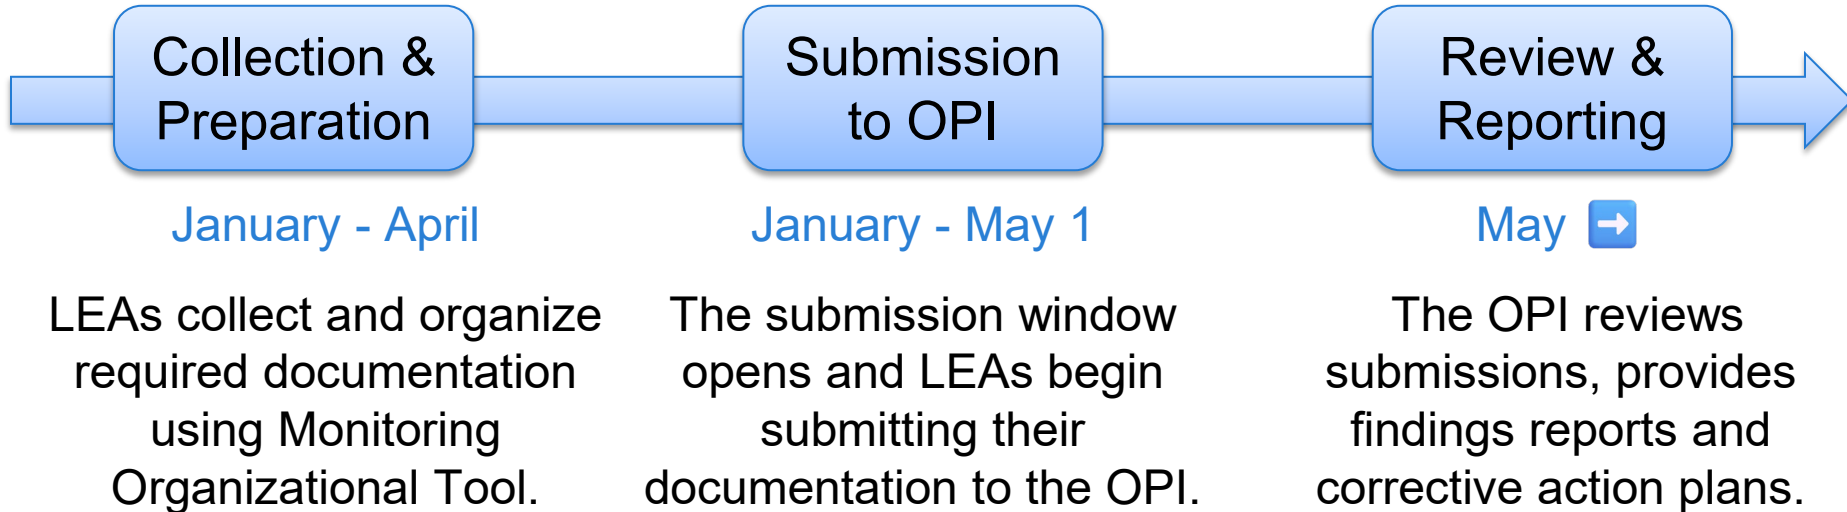 Collection &
Preparation
January - April
LEAs collect and organize
required documentation
using Monitoring
Organizational Tool.
Submission
to OPI
January - May 1
The submission window
opens and LEAs begin
submitting their
documentation to the OPI.
Review &
Reporting
May ➡️
The OPI reviews
submissions, provides
findings reports and
corrective action plans.